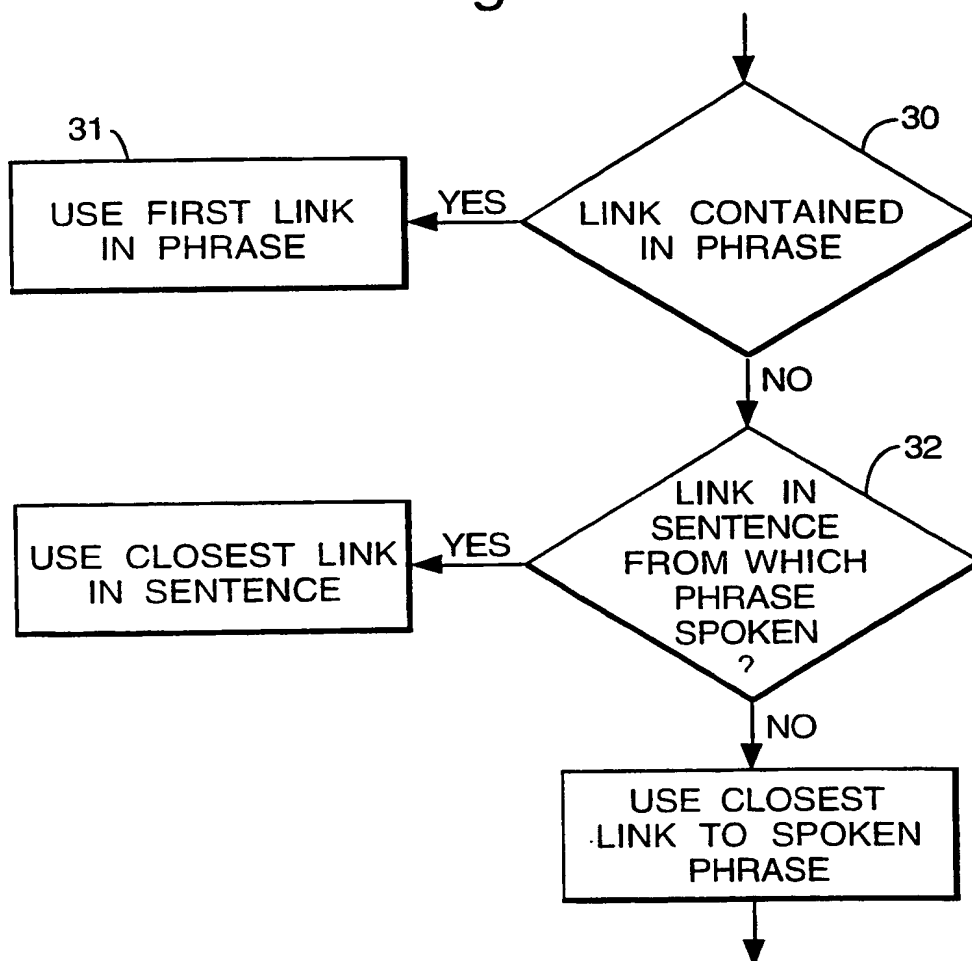 30
31
LINK CONTAINED
IN PHRASE
YES
USE FIRST LINK
IN PHRASE
NO
32
LINK IN
SENTENCE
FROM WHICH
PHRASE
SPOKEN
?
YES
USE CLOSEST LINK
IN SENTENCE
NO
USE CLOSEST
LINK TO SPOKEN
PHRASE